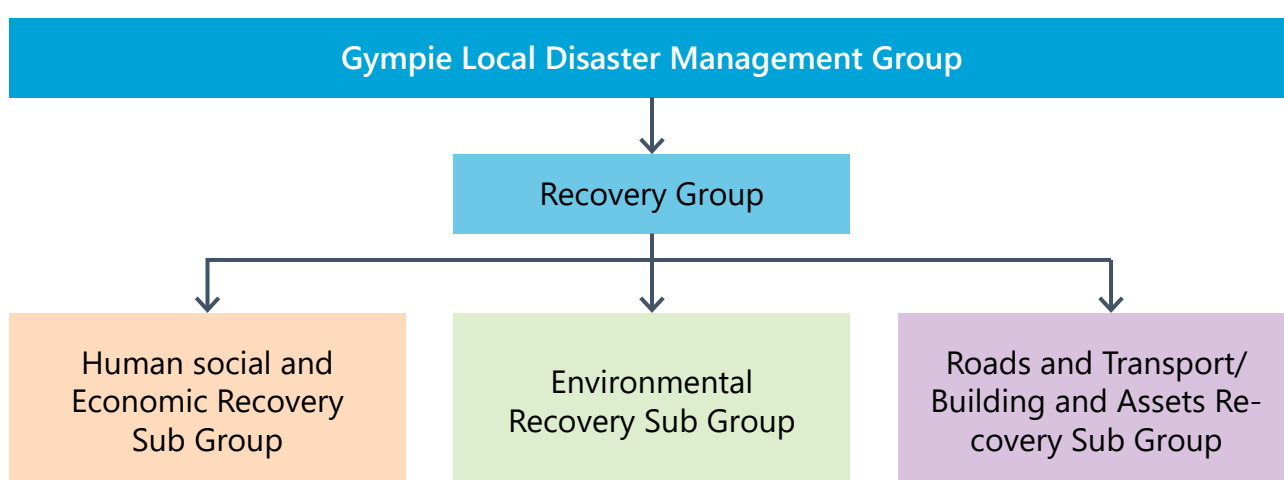 Gympie Local Disaster Management Group
Recovery Group
Human social and
Economic Recovery
Sub Group
Environmental
Recovery Sub Group
Roads and Transport/
Building and Assets Re-
covery Sub Group